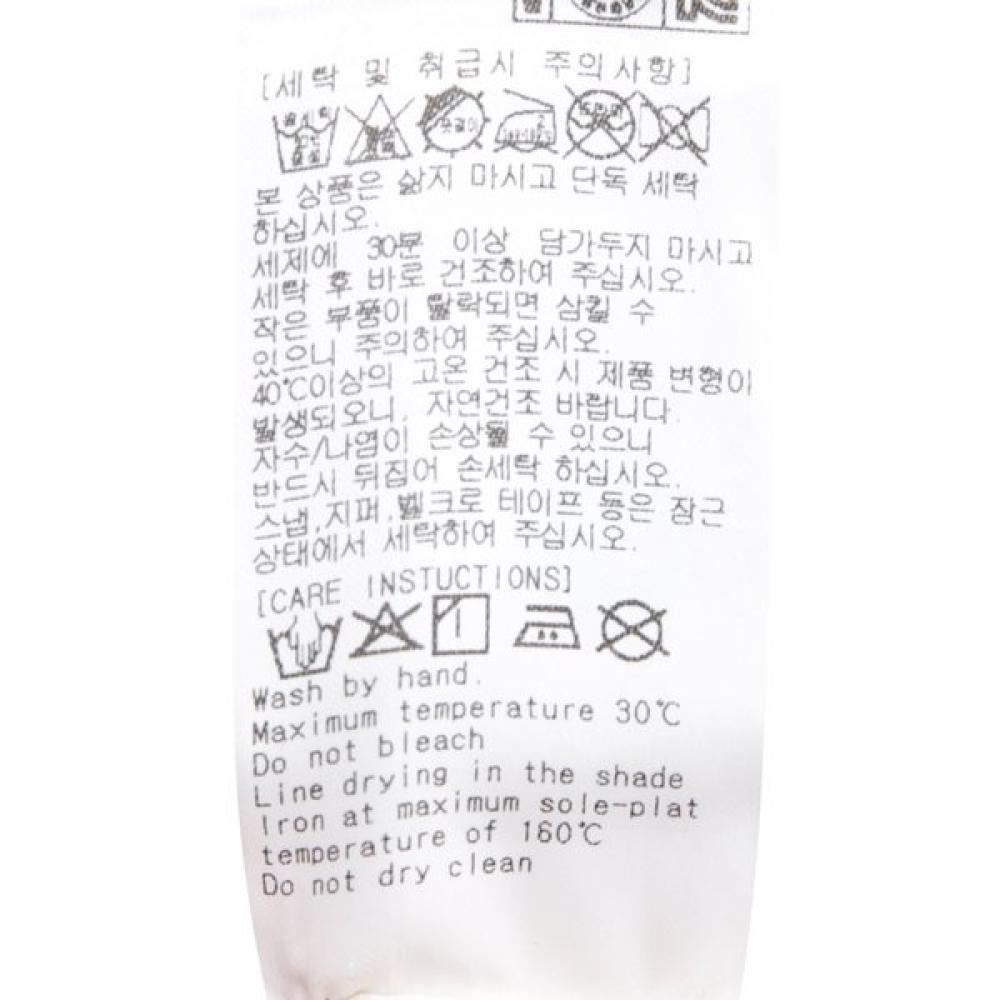 [세탁 및 취급시 주의사항]
옷걸이
드라이
본 상품은 삶지 마시고 단독 세탁
하십시오.
세제에 30분 이상 담가두지 마시고
세탁 후 바로 건조하여 주십시오.
작은 부품이 탈락되면 삼킬 수
있으니 주의하여 주십시오.
40℃이상의 고온 건조 시 제품 변형이
발생되오니, 자연건조 바랍니다.
자수/나염이 손상될 수 있으니
반드시 뒤집어 손세탁 하십시오.
스냅,지퍼,벨크로 테이프 등은 잠근
상태에서 세탁하여 주십시오.
[CARE INSTUCTIONS]
Wash by hand.
Maximum temperature 30℃
Do not bleach
Line drying in the shade
Iron at maximum sole-plat
temperature of 160℃
Do not dry clean